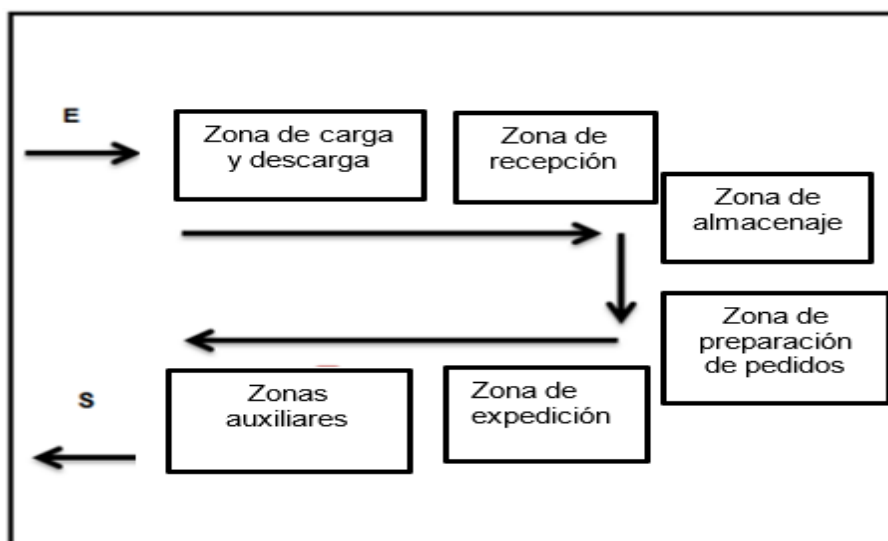 E
Zona de carga
y descarga
Zona de
recepción
Zona de
almacenaje
Zona de
preparación
de pedidos
Zona de
expedición
Zonas
auxiliares
S